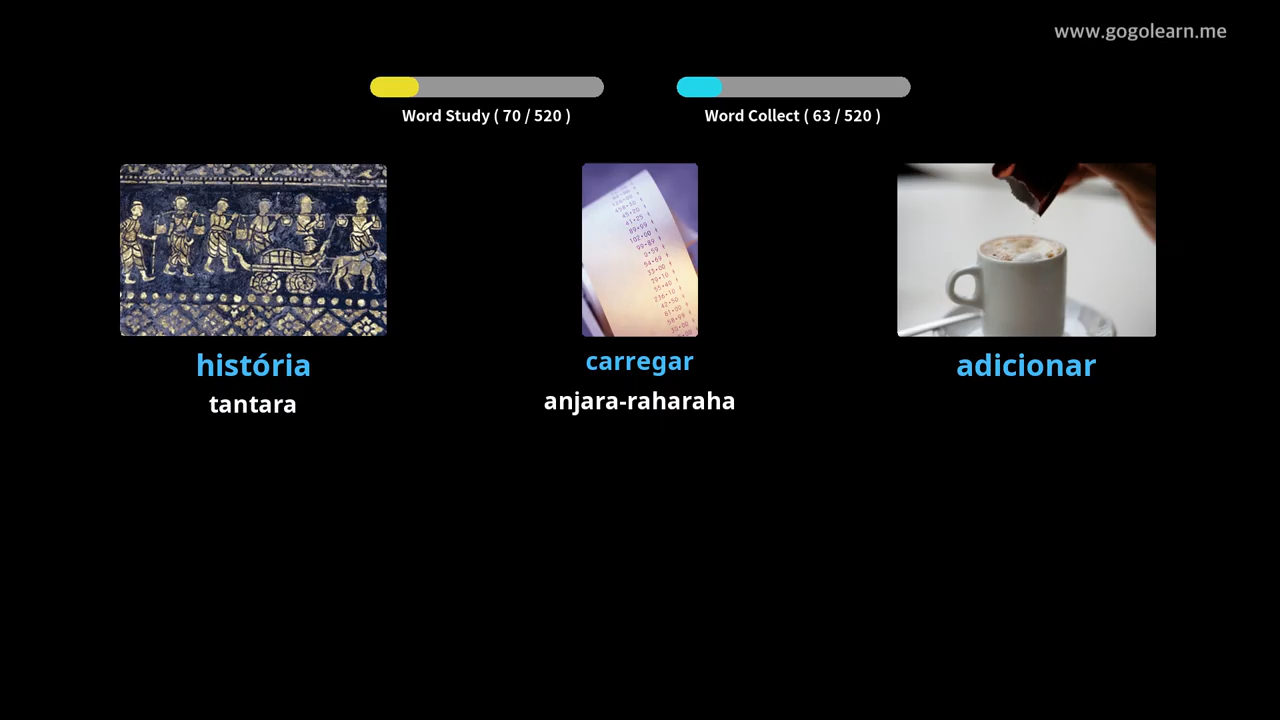 www.gogolearn.me
Word Study ( 70 / 520 )
Word Collect ( 63 / 520 )
história
carregar
adicionar
tantara
anjara-raharaha